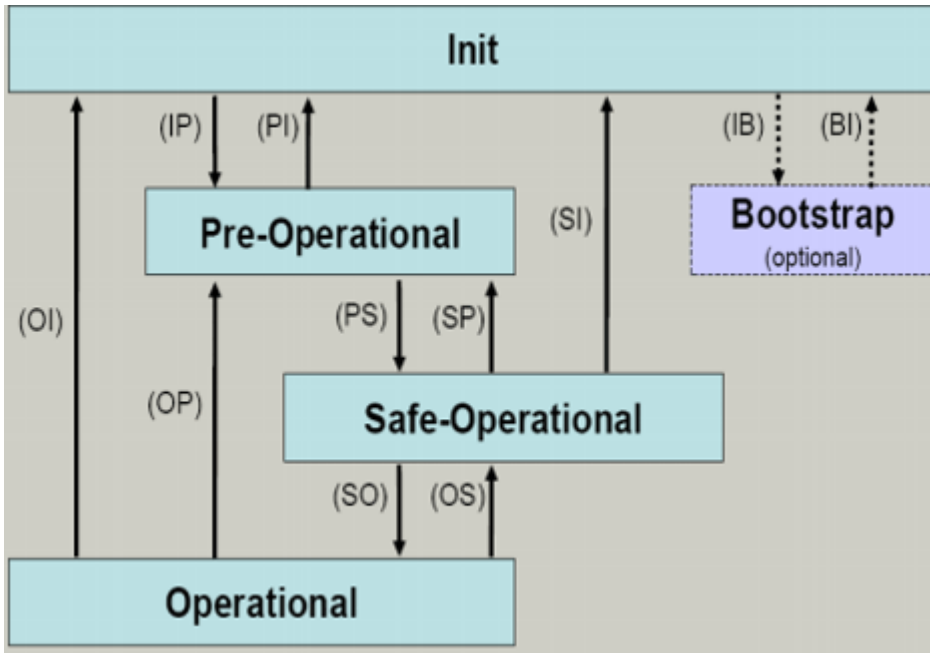 Init
(IP)
(PI)
(IB)
(BI)
Pre-Operational
Bootstrap
(optional)
(SI)
(OI)
(PS)
(SP)
(OP)
Safe-Operational
(SO)
(OS)
Operational